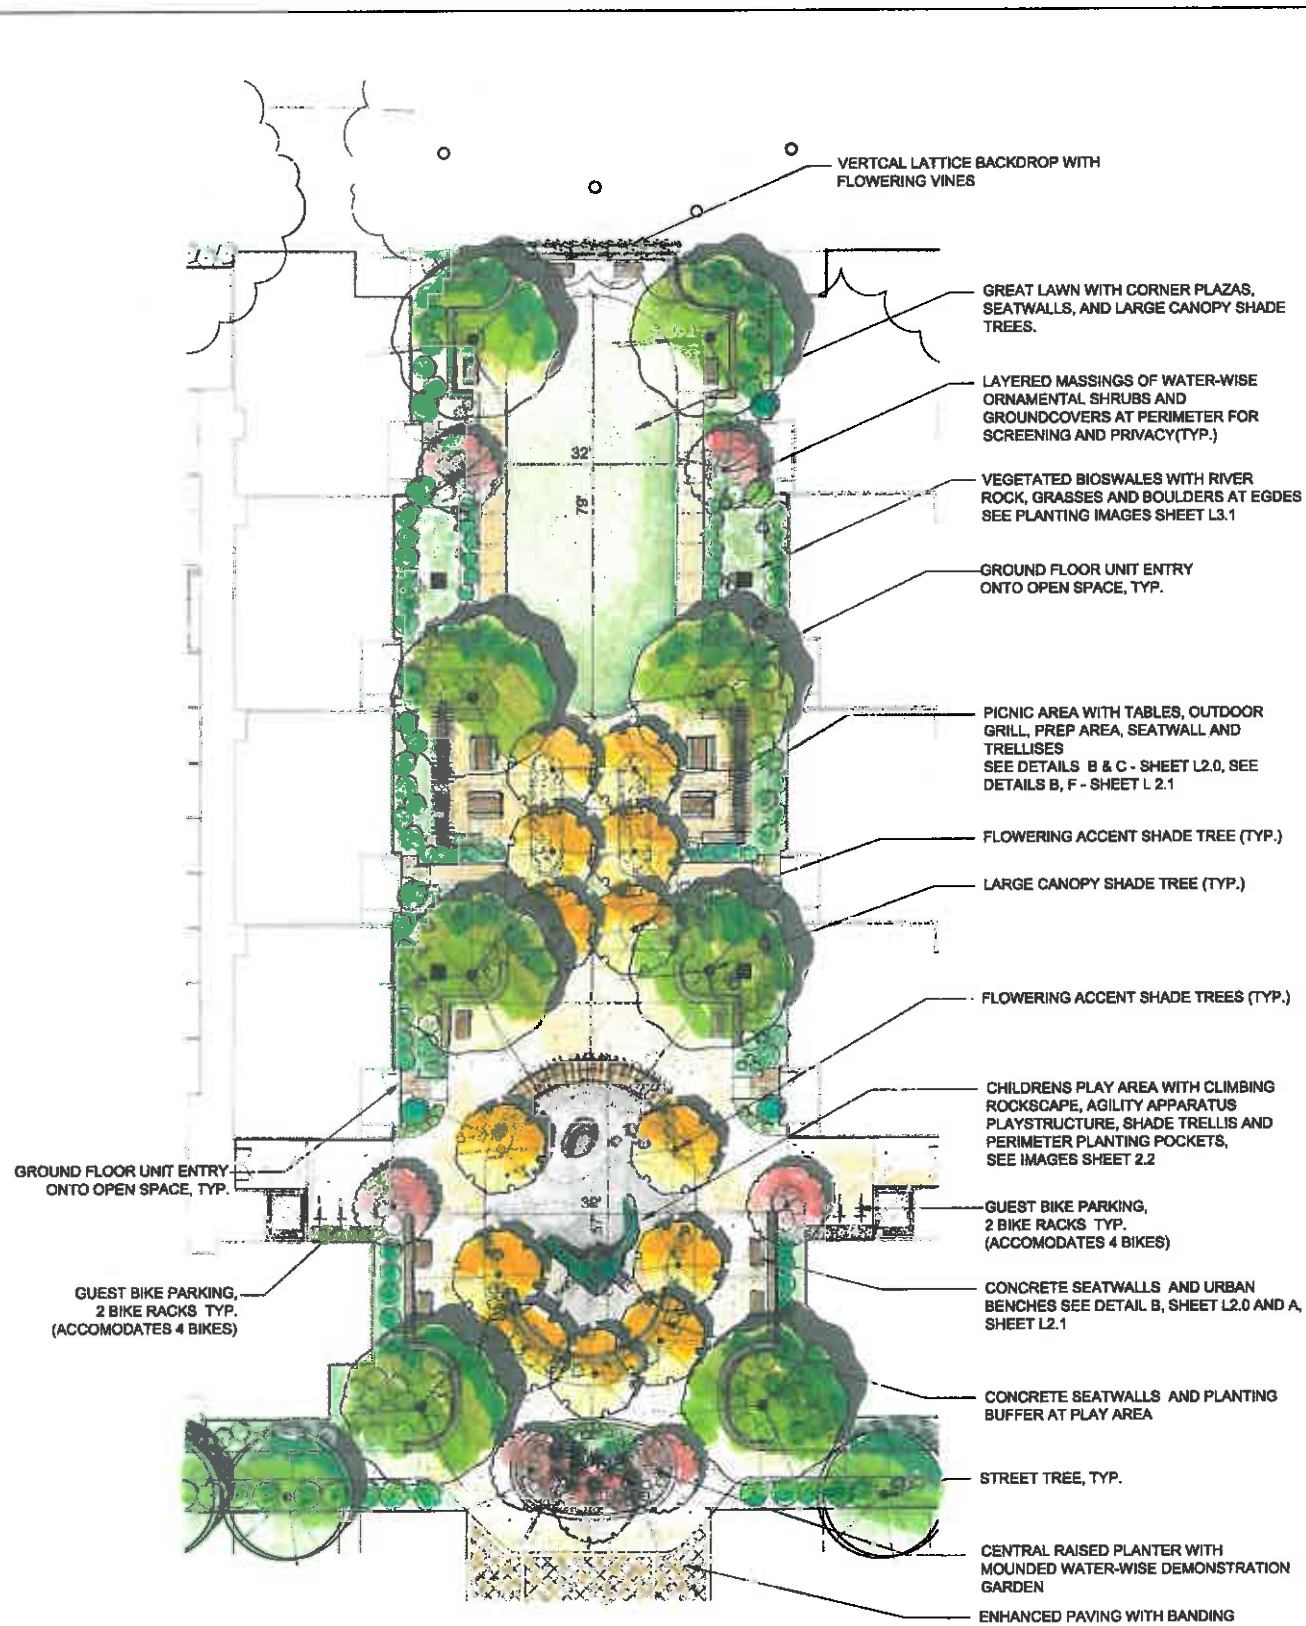 VERTCAL LATTICE BACKDROP WITH
FLOWERING VINES
GREAT LAWN WITH CORNER PLAZAS,
SEATWALLS, AND LARGE CANOPY SHADE
TREES.
LAYERED MASSINGS OF WATER-WISE
ORNAMENTAL SHRUBS AND
GROUNDCOVERS AT PERIMETER FOR
SCREENING AND PRIVACY(TYP.)
32'
79'
VEGETATED BIOSWALES WITH RIVER
ROCK, GRASSES AND BOULDERS AT EGDES
SEE PLANTING IMAGES SHEET L3.1
GROUND FLOOR UNIT ENTRY
ONTO OPEN SPACE, TYP.
PICNIC AREA WITH TABLES, OUTDOOR
GRILL, PREP AREA, SEATWALL AND
TRELLISES
SEE DETAILS B & C - SHEET L2.0, SEE
DETAILS B, F - SHEET L 2.1
FLOWERING ACCENT SHADE TREE (TYP.)
LARGE CANOPY SHADE TREE (TYP.)
FLOWERING ACCENT SHADE TREES (TYP.)
CHILDRENS PLAY AREA WITH CLIMBING
ROCKSCAPE, AGILITY APPARATUS
PLAYSTRUCTURE, SHADE TRELLIS AND
PERIMETER PLANTING POCKETS,
SEE IMAGES SHEET 2.2
GROUND FLOOR UNIT ENTRY
ONTO OPEN SPACE, TYP.
GUEST BIKE PARKING,
2 BIKE RACKS TYP.
(ACCOMODATES 4 BIKES)
GUEST BIKE PARKING,
2 BIKE RACKS TYP.
(ACCOMODATES 4 BIKES)
CONCRETE SEATWALLS AND URBAN
BENCHES SEE DETAIL B, SHEET L2.0 AND A,
SHEET L2.1
CONCRETE SEATWALLS AND PLANTING
BUFFER AT PLAY AREA
STREET TREE, TYP.
CENTRAL RAISED PLANTER WITH
MOUNDED WATER-WISE DEMONSTRATION
GARDEN
ENHANCED PAVING WITH BANDING